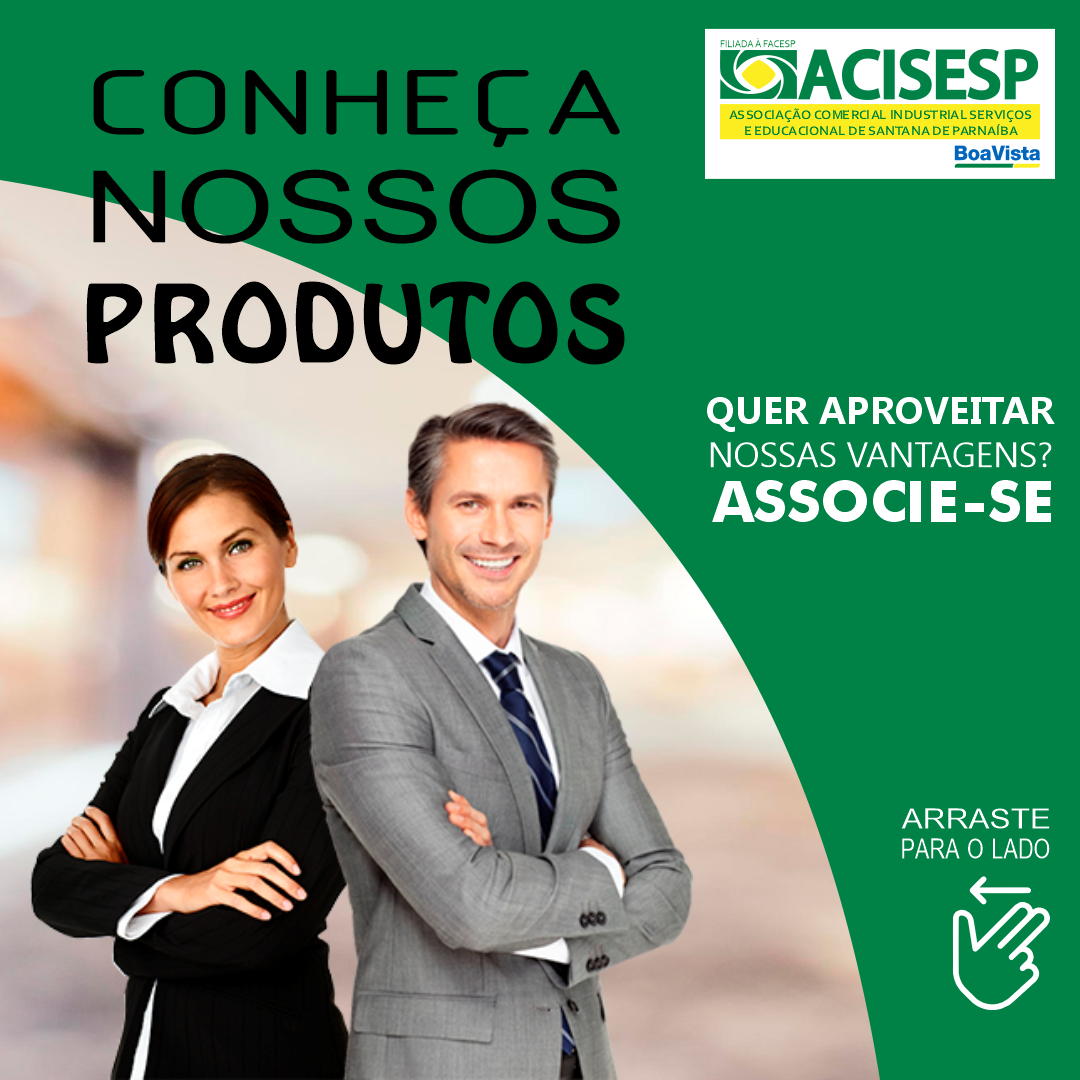 CONHEÇA
NOSSOS
PRODUTOS
FILIADA À FACESP
ACISESP
ASSOCIAÇÃO COMERCIAL INDUSTRIAL SERVIÇOS
E EDUCACIONAL DE SANTANA DE PARNAÍBA
BoaVista
QUER APROVEITAR
NOSSAS VANTAGENS?
ASSOCIE-SE
ARRASTE
PARA O LADO